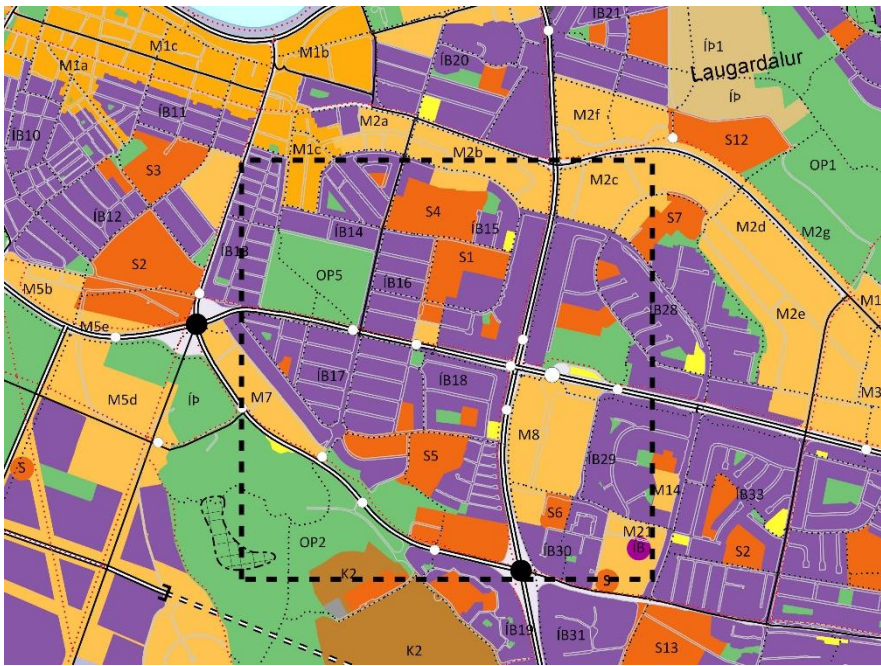 ÍB21
M1c
M1b
ÍÞ1
M1a
ÍB20
Laugardalur
ÍÞ
ÍB11
M2a
M2f
ÍB10
M1c
M2b
S12
S3
M2c
OP1
ÍB12
S4
S7
ÍB15
M2d
M2g
ÍB14
ÍB13
S1
S2
OP5
ÍB16
M5b
M1
ÍB28
M2e
M5e
ÍB17
ÍB18
M7
M3
M5d
ÍÞ
M8
S5
ÍB29
S
M14
ÍB33
S6
M21
OP2
ÍB30
ÍB
S2
K2
S
ÍB19
ÍB31
S13
K2